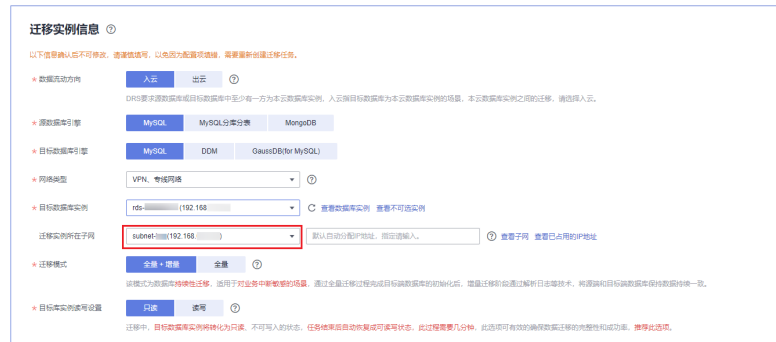 迁移实例信息
以下信息确认后不可修改，请谨慎填写，以免因为配置项填错，需要重新创建迁移任务。
* 数据流动方向 入云 出云
DRS要求源数据库或目标数据库中至少有一方为本云数据库实例，入云指目标数据库为本云数据库实例的场景，本云数据库实例之间的迁移，请选择入云。
* 源数据库引擎 MySQL MySQL分库分表 MongoDB
* 目标数据库引擎 MySQL DDM GaussDB(for MySQL)
* 网络类型 VPN、专线网络
* 目标数据库实例 rds- (192.168 查看数据库实例 查看不可选实例
迁移实例所在子网 subnet- (192.168. ) 默认自动分配IP地址，指定请输入。 查看子网 查看已占用的IP地址
* 迁移模式 全量+增量 全量
该模式为数据库持续性迁移，适用于对业务中断敏感的场景，通过全量迁移过程完成目标端数据库的初始化后，增量迁移阶段通过解析日志等技术，将源端和目标端数据库保持数据持续一致。
* 目标库实例读写设置 只读 读写
迁移中，目标数据库实例将转化为只读、不可写入的状态，任务结束后自动恢复成可读写状态，此过程需要几分钟，此选项可有效的确保数据迁移的完整性和成功率，推荐此选项。